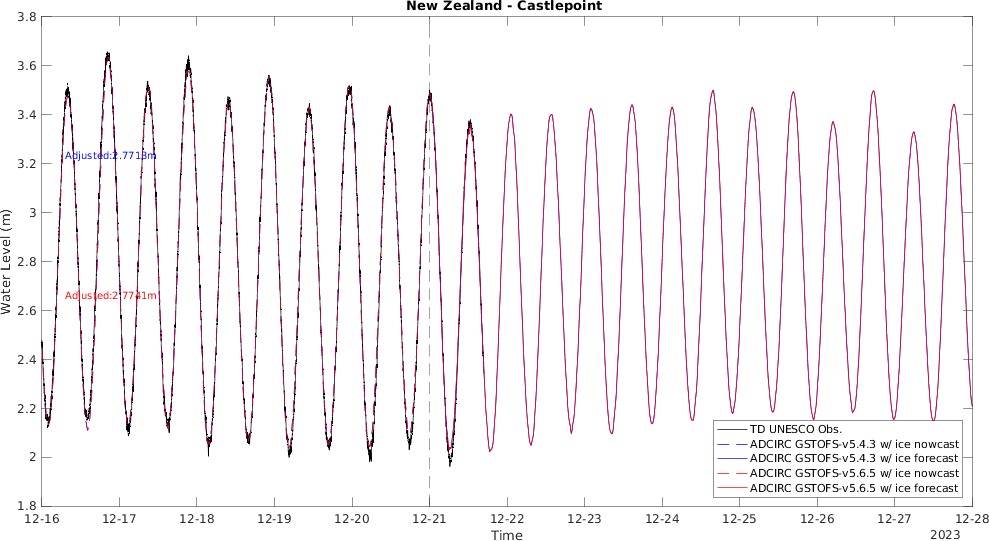 New Zealand - Castlepoint
3.8
3.6
3.4
3.2
3
2.8
2.6
2.4
2.2
2
1.8
Water Level (m)
Adjusted:2.7713m
Adjusted:2.7741m
TD UNESCO Obs.
ADCIRC GSTOFS-v5.4.3 w/ ice nowcast
ADCIRC GSTOFS-v5.4.3 w/ ice forecast
ADCIRC GSTOFS-v5.6.5 w/ ice nowcast
ADCIRC GSTOFS-v5.6.5 w/ ice forecast
12-16 12-17 12-18 12-19 12-20 12-21 12-22 12-23 12-24 12-25 12-26 12-27 12-28
Time
2023